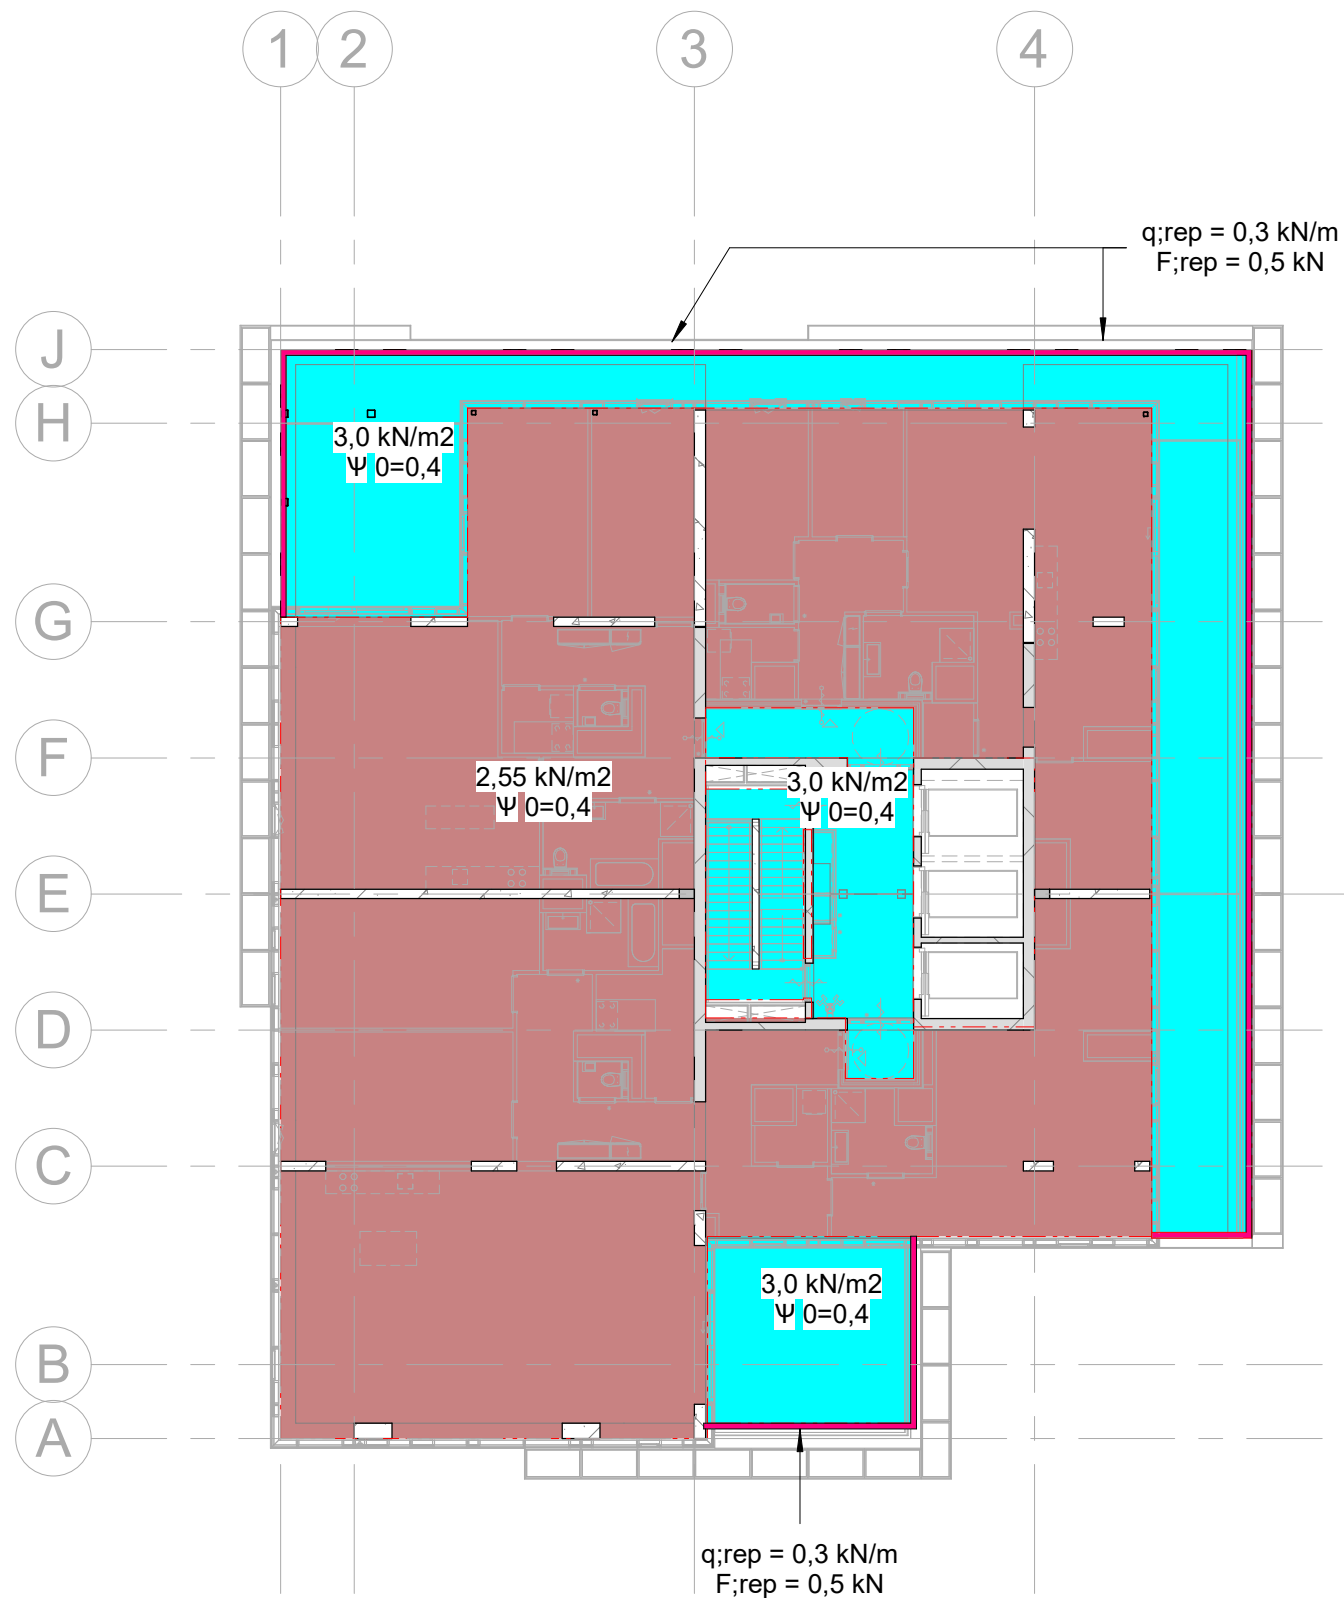 1
2
3
4
q;rep = 0,3 kN/m
F;rep = 0,5 kN
J
H
3,0 kN/m2
Ψ 0=0,4
G
F
2,55 kN/m2
Ψ 0=0,4
3,0 kN/m2
Ψ 0=0,4
E
D
C
3,0 kN/m2
Ψ 0=0,4
B
A
q;rep = 0,3 kN/m
F;rep = 0,5 kN